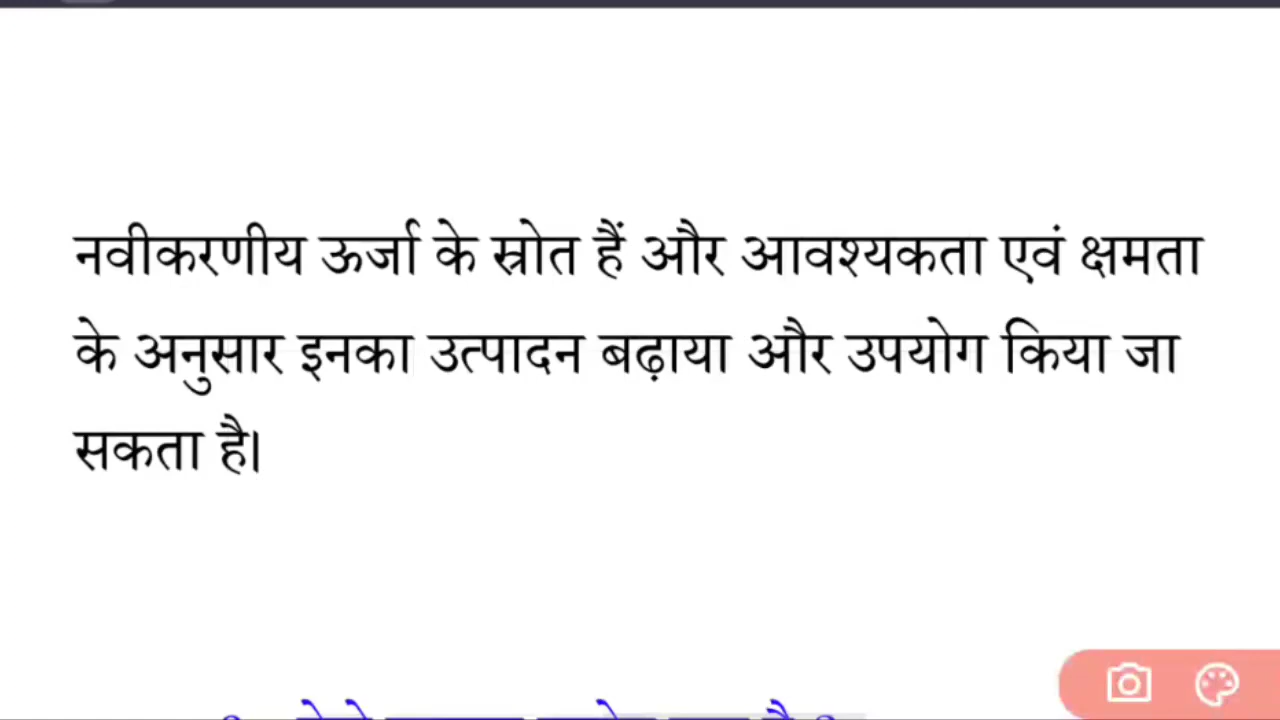 नवीकरणीय ऊर्जा के स्रोत हैं और आवश्यकता एवं क्षमता
के अनुसार इनका उत्पादन बढ़ाया और उपयोग किया जा
सकता है।